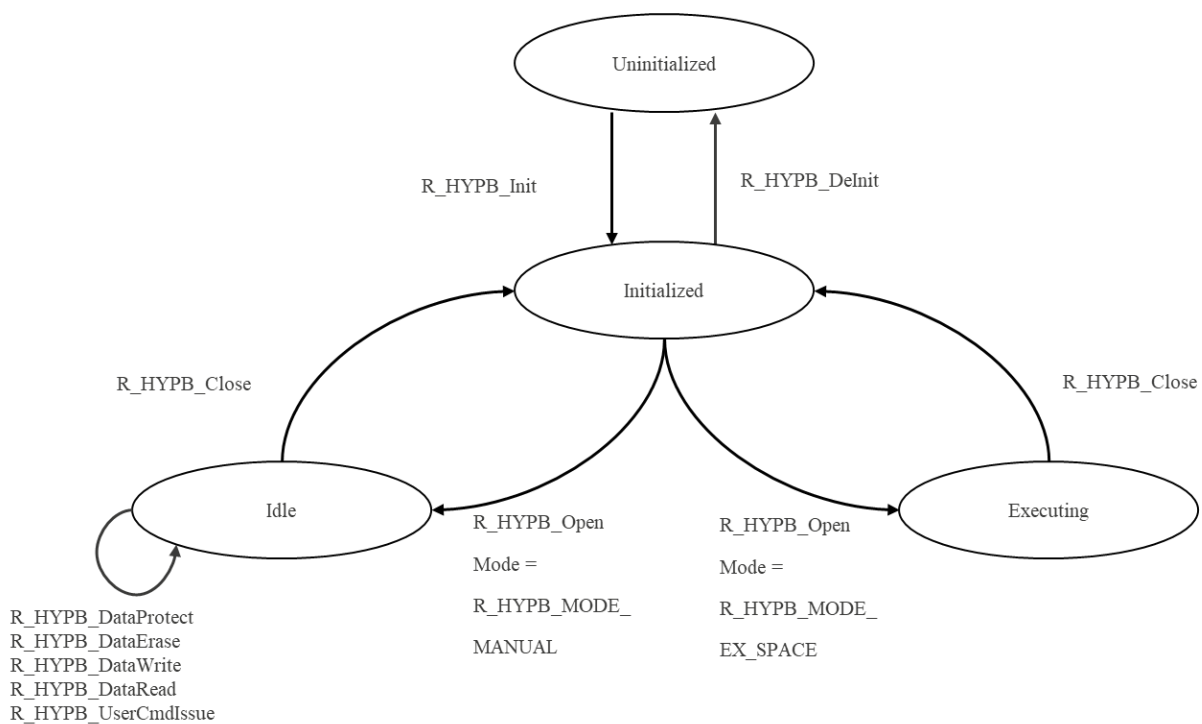 Uninitialized
R_HYPB_Init
R_HYPB_DeInit
Initialized
R_HYPB_Close
R_HYPB_Close
Idle
Executing
R_HYPB_Open
Mode =
R_HYPB_MODE_
MANUAL
R_HYPB_Open
Mode =
R_HYPB_MODE_
EX_SPACE
R_HYPB_DataProtect
R_HYPB_DataErase
R_HYPB_DataWrite
R_HYPB_DataRead
R_HYPB_UserCmdIssue